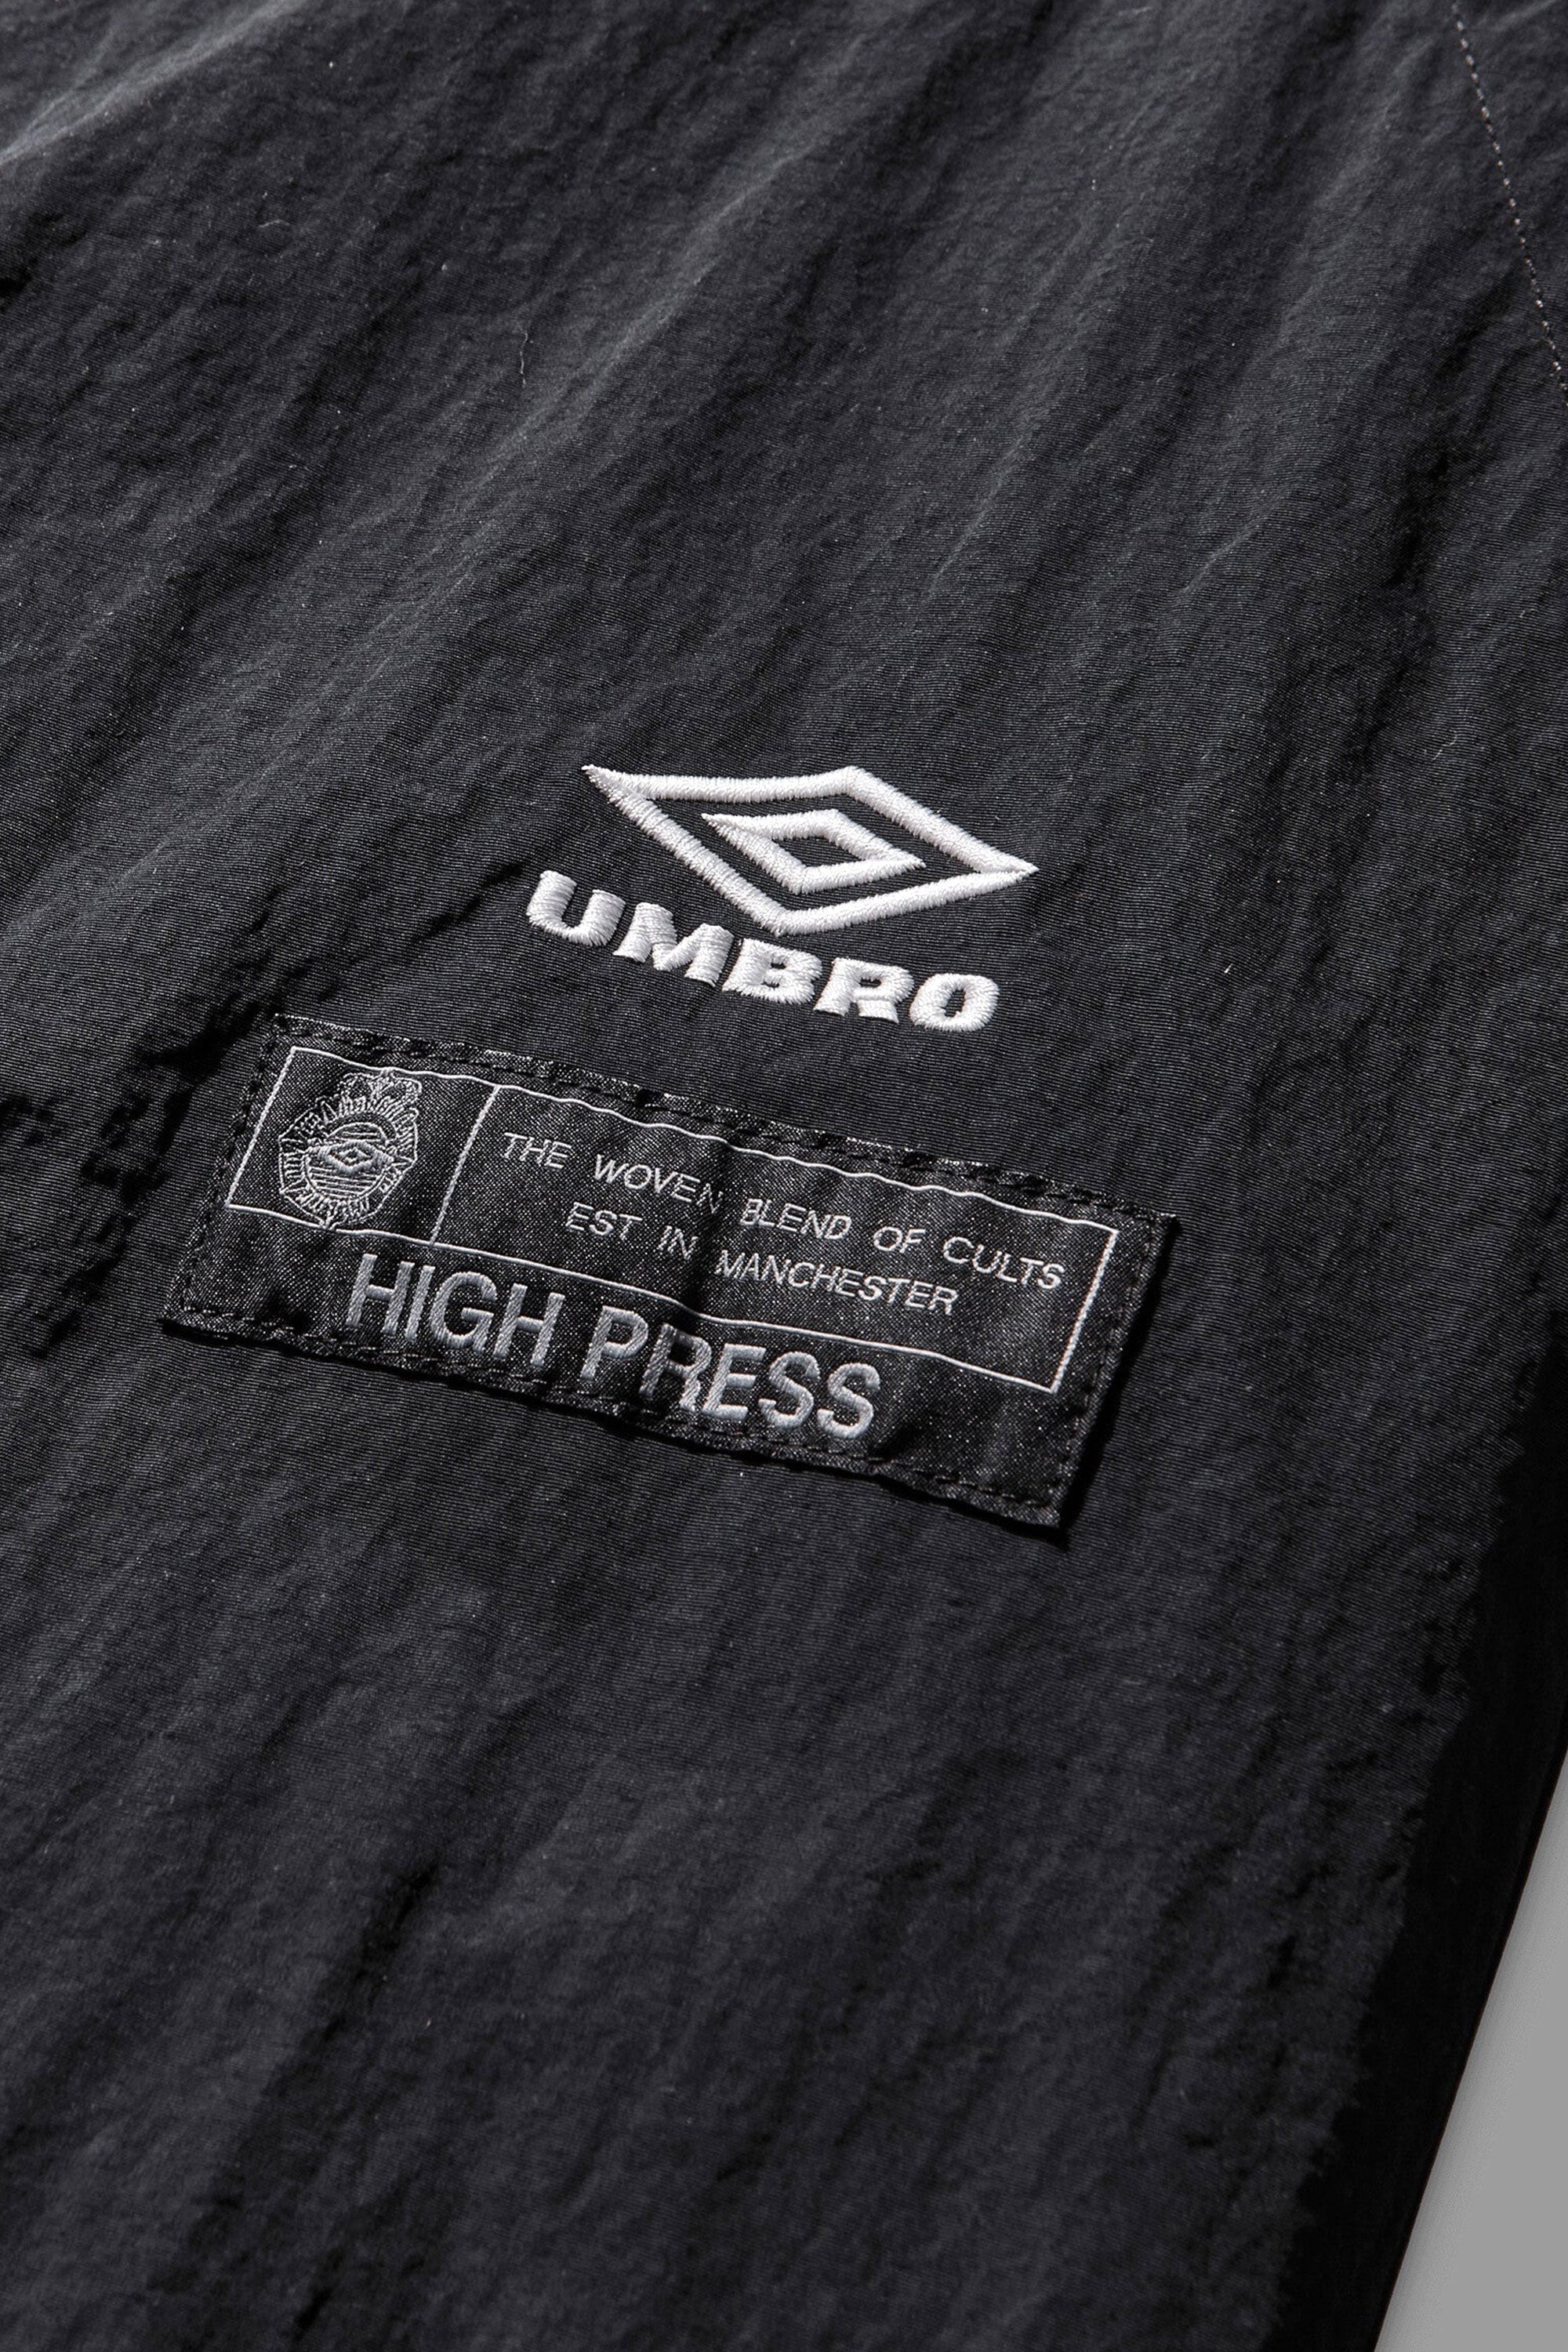 UMBRO
THE WOVEN BLEND OF CULTS
EST IN MANCHESTER
HIGH PRESS